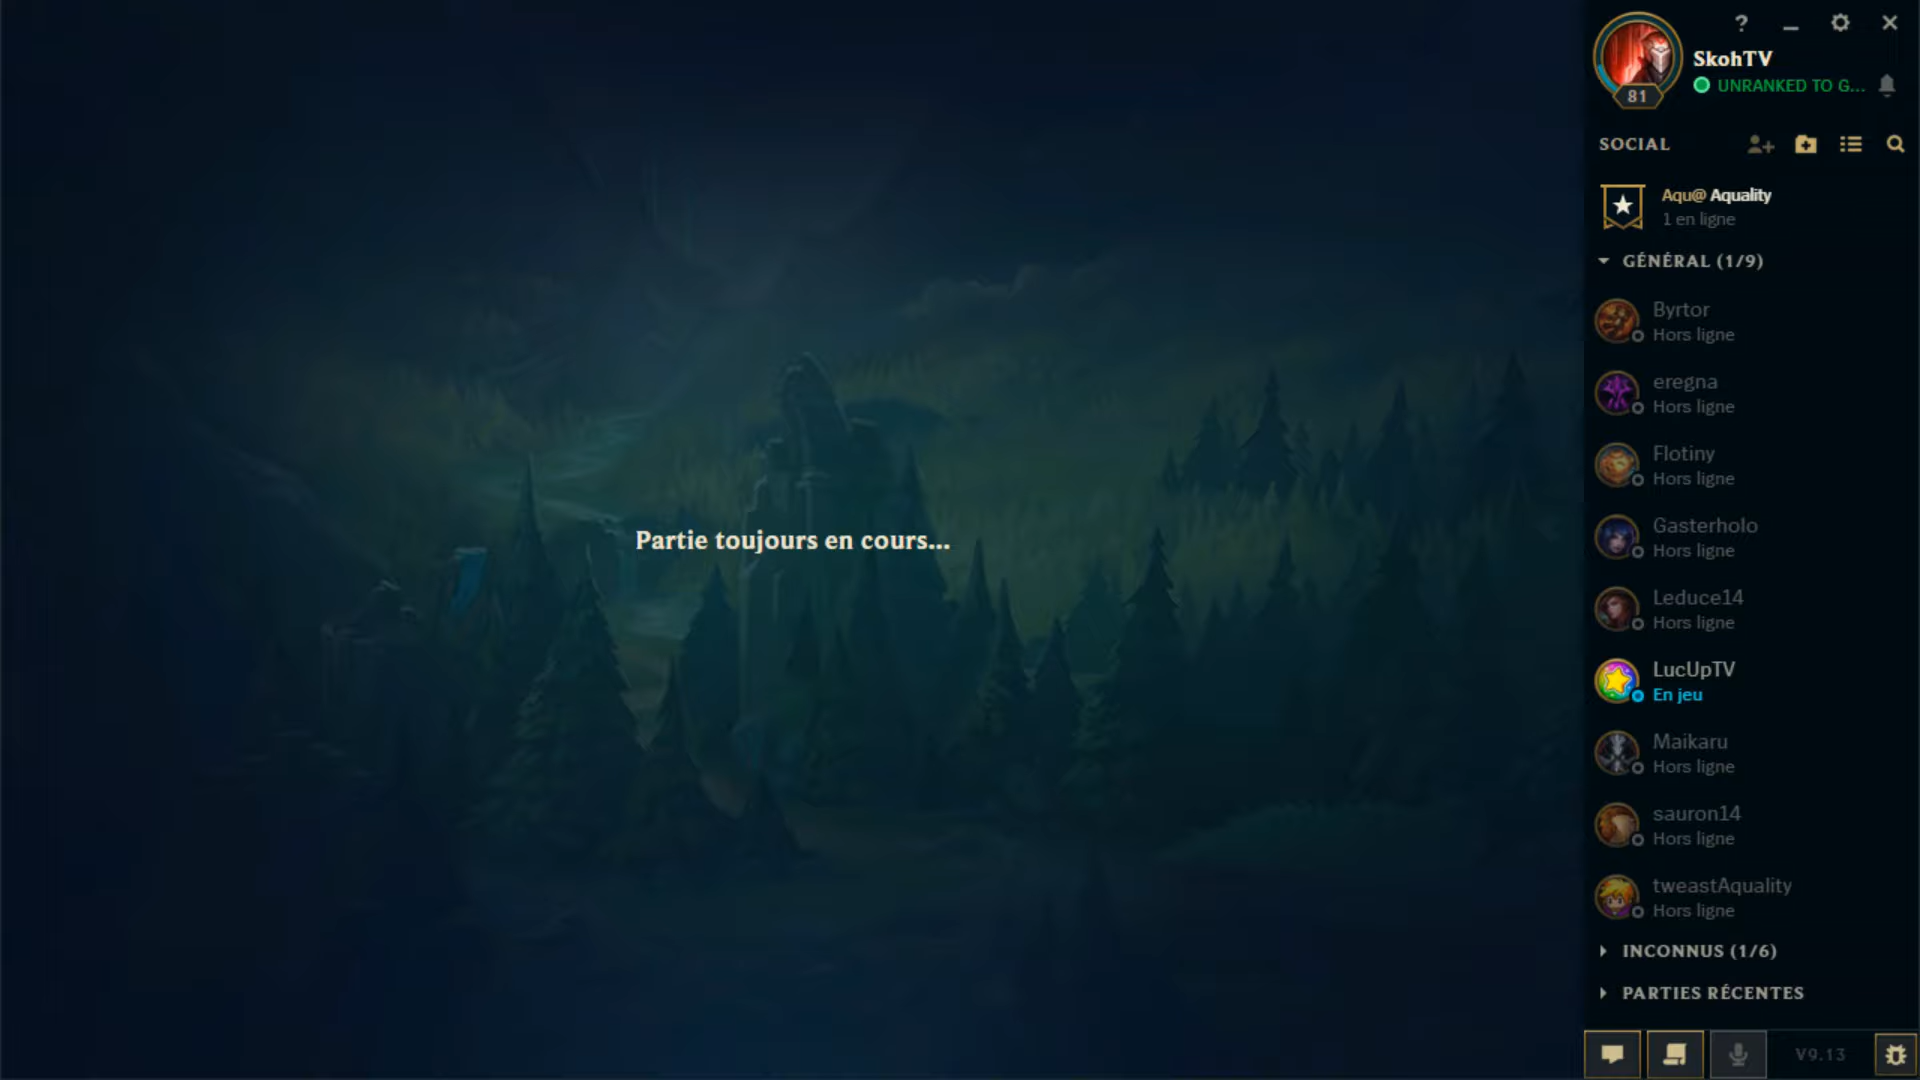 ?
SkohTV
UNRANKED TO G...
81
SOCIAL
Aqu@ Aquality
1 en ligne
GÉNÉRAL (1/9)
Byrtor
Hors ligne
eregna
Hors ligne
Flotiny
Hors ligne
Gasterholo
Hors ligne
Leduce14
Hors ligne
LucUpTV
En jeu
Maikaru
Hors ligne
sauron14
Hors ligne
tweastAquality
Hors ligne
INCONNUS (1/6)
PARTIES RÉCENTES
V9.13
Partie toujours en cours...